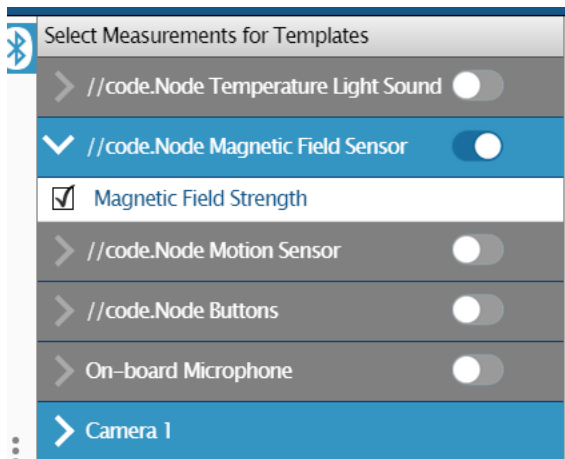 Select Measurements for Templates
//code.Node Temperature Light Sound
//code.Node Magnetic Field Sensor
Magnetic Field Strength
//code.Node Motion Sensor
//code.Node Buttons
On-board Microphone
Camera 1